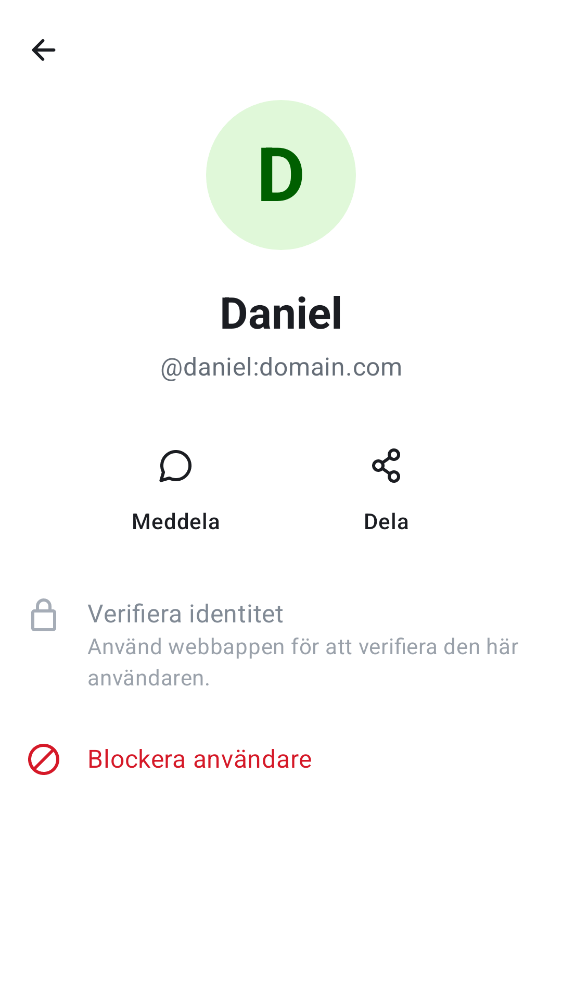 D
Daniel
@daniel:domain.com
Meddela
Dela
Verifiera identitet
Använd webbappen för att verifiera den här
användaren.
Blockera användare